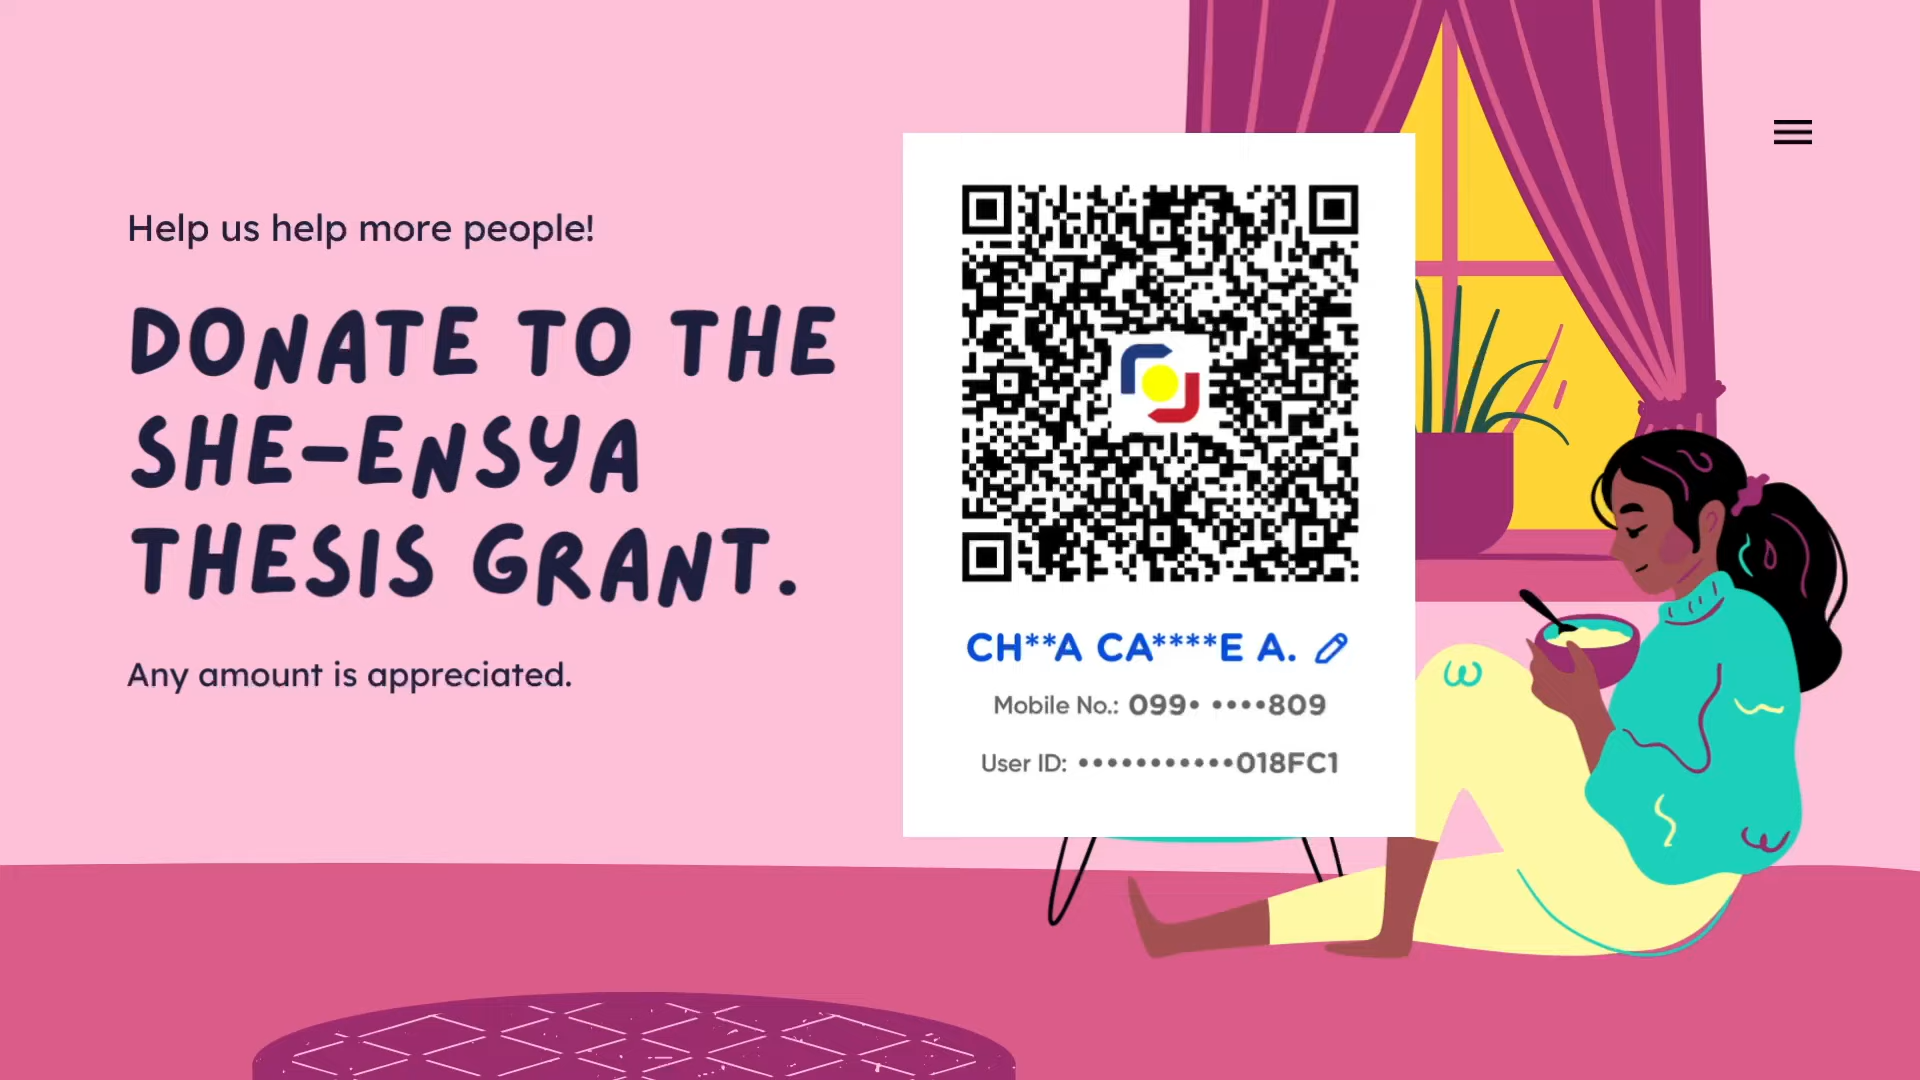 Help us help more people!
DONATE TO THE
SHE-ENSYA
THESIS GRANT.
Any amount is appreciated.
CH**A CA****E A.
Mobile No.: 099• ••••809
User ID: •••••••••••018FC1